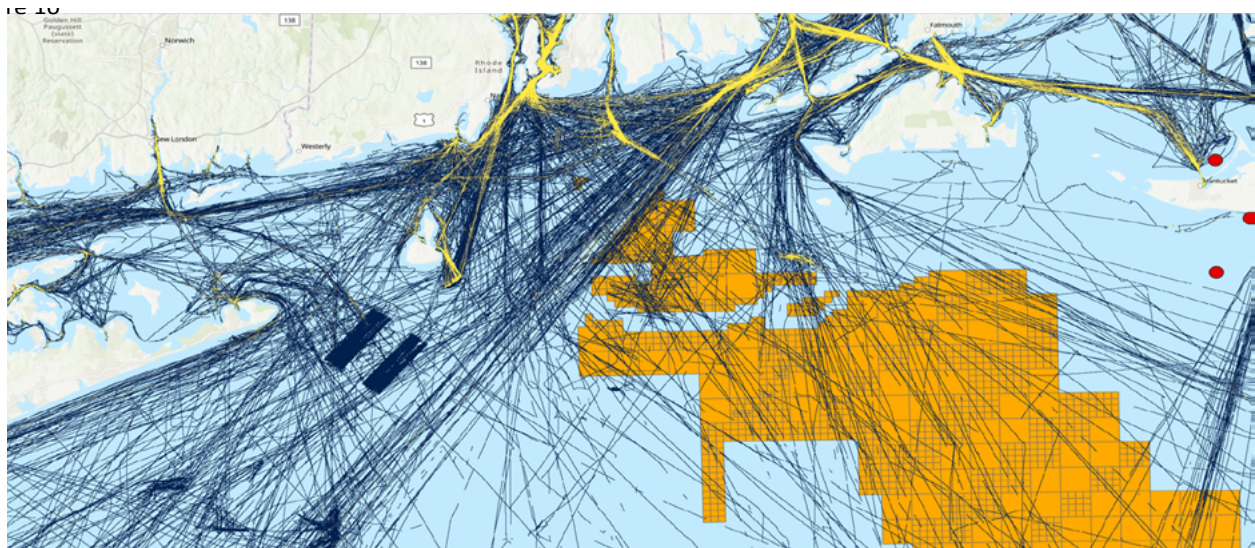 re 10
Golden Hill
Paugussett
(state)
Reservation
138
Norwich
138
Rhode
Island
Falmouth
1
New London
Westerly
Nantucket